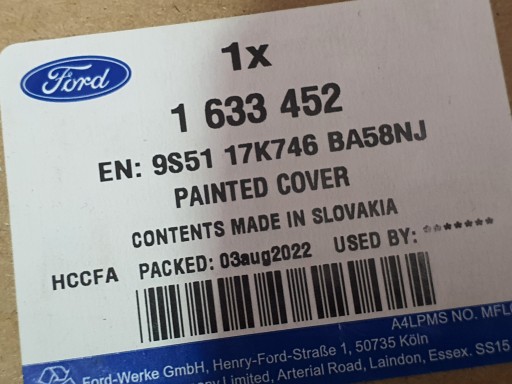 Ford
1x
1 633 452
EN: 9S51 17K746 BA58NJ
PAINTED COVER
CONTENTS MADE IN SLOVAKIA
HCCFA PACKED: 03aug2022 USED BY: *******
A4LPMS NO. MFL
Ford-Werke GmbH, Henry-Ford-Straße 1, 50735 Köln
Limited, Arterial Road, Laindon, Essex. SS15